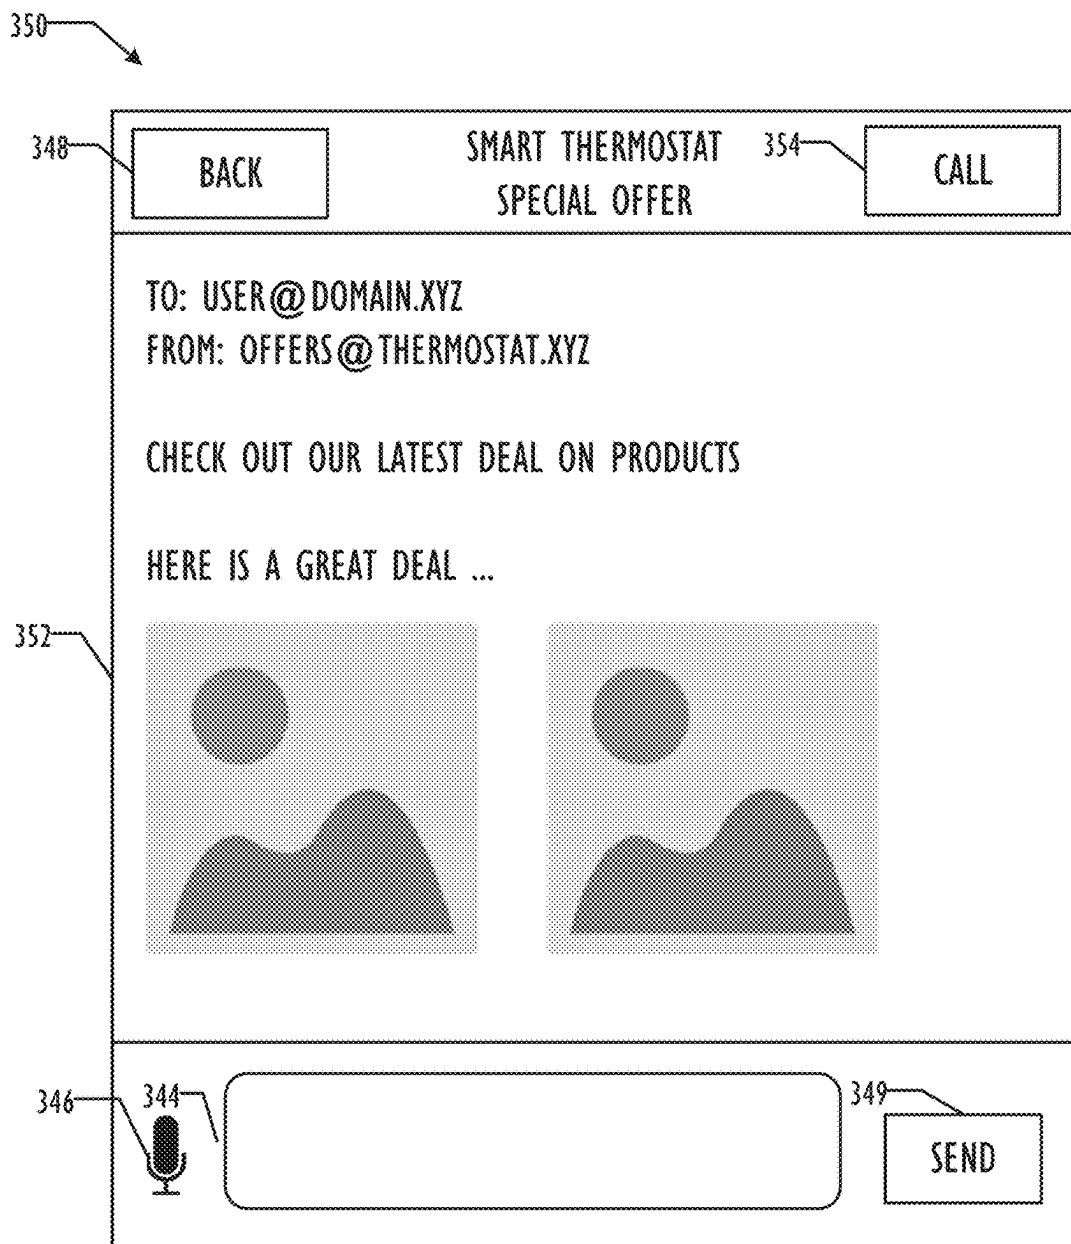 350
348
BACK
SMART THERMOSTAT
SPECIAL OFFER
354
CALL
TO: USER@DOMAIN.XYZ
FROM: OFFERS@THERMOSTAT.XYZ
CHECK OUT OUR LATEST DEAL ON PRODUCTS
HERE IS A GREAT DEAL ...
352
346
344
349
SEND